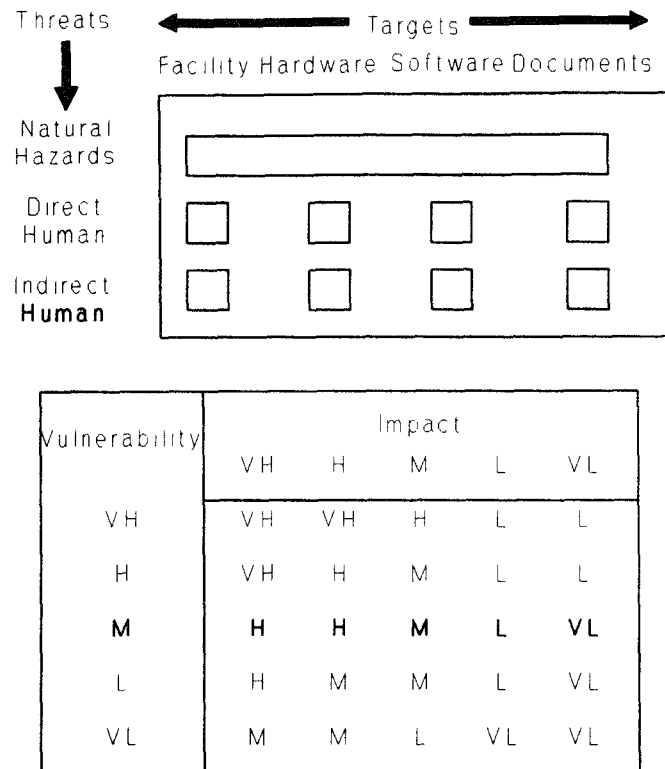 Threats Targets
Facility Hardware Software Documents
Natural
Hazards
Direct
Human
Indirect
Human
Vulnerability Impact
VH H M L VL
VH VH VH H L L
H VH H M L L
M H H M L VL
L H M M L VL
VL M M L VL VL